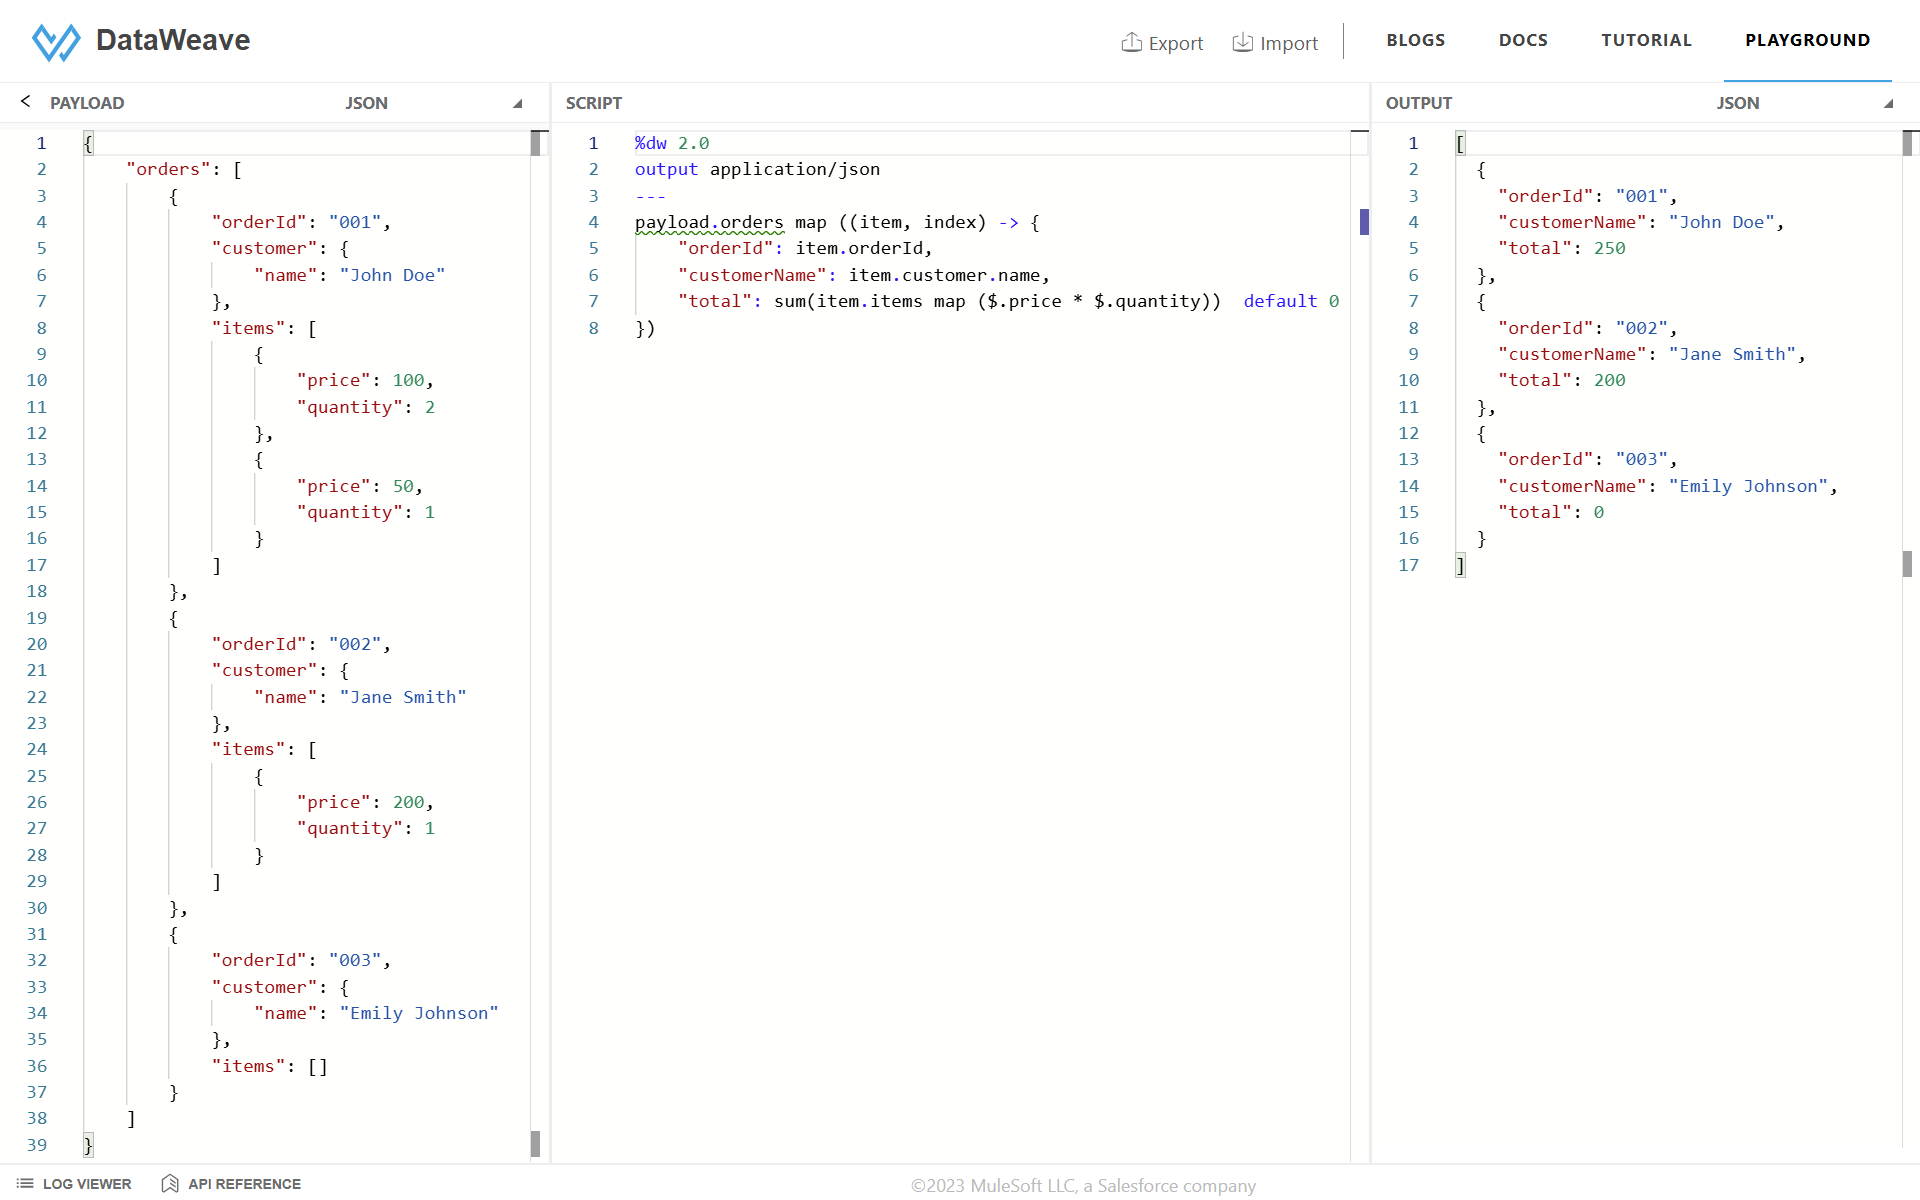 DataWeave
Export Import BLOGS DOCS TUTORIAL PLAYGROUND
PAYLOAD JSON
1 {
2 "orders": [
3 {
4 "orderId": "001",
5 "customer": {
6 "name": "John Doe"
7 },
8 "items": [
9 {
10 "price": 100,
11 "quantity": 2
12 },
13 {
14 "price": 50,
15 "quantity": 1
16 }
17 ]
18 },
19 {
20 "orderId": "002",
21 "customer": {
22 "name": "Jane Smith"
23 },
24 "items": [
25 {
26 "price": 200,
27 "quantity": 1
28 }
29 ]
30 },
31 {
32 "orderId": "003",
33 "customer": {
34 "name": "Emily Johnson"
35 },
36 "items": []
37 }
38 ]
39 }
SCRIPT
1 %dw 2.0
2 output application/json
3 ---
4 payload.orders map ((item, index) -> {
5 "orderId": item.orderId,
6 "customerName": item.customer.name,
7 "total": sum(item.items map ($.price * $.quantity))  default 0
8 })
OUTPUT JSON
1 [
2 {
3 "orderId": "001",
4 "customerName": "John Doe",
5 "total": 250
6 },
7 {
8 "orderId": "002",
9 "customerName": "Jane Smith",
10 "total": 200
11 },
12 {
13 "orderId": "003",
14 "customerName": "Emily Johnson",
15 "total": 0
16 }
17 ]
LOG VIEWER API REFERENCE
©2023 MuleSoft LLC, a Salesforce company